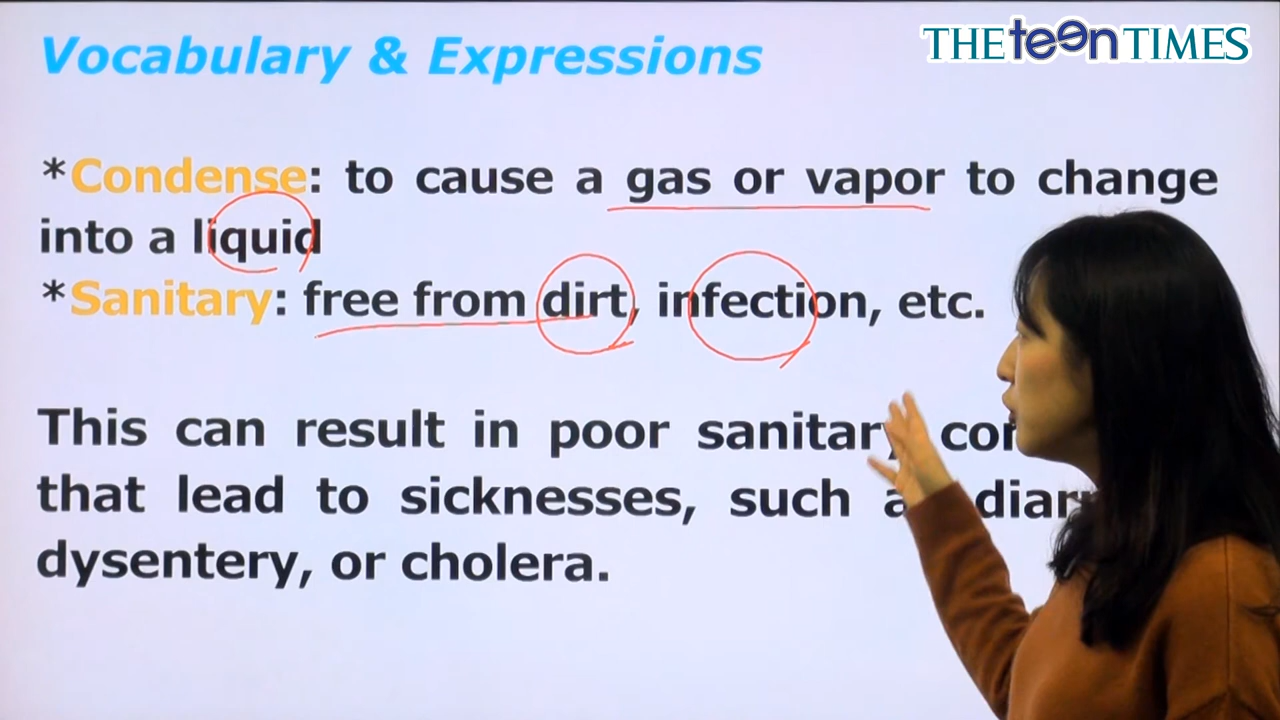 Vocabulary & Expressions
THE teen TIMES
*Condense: to cause a gas or vapor to change
into a liquid
*Sanitary: free from dirt, infection, etc.
This can result in poor sanitary
that lead to sicknesses, such
dysentery, or cholera.